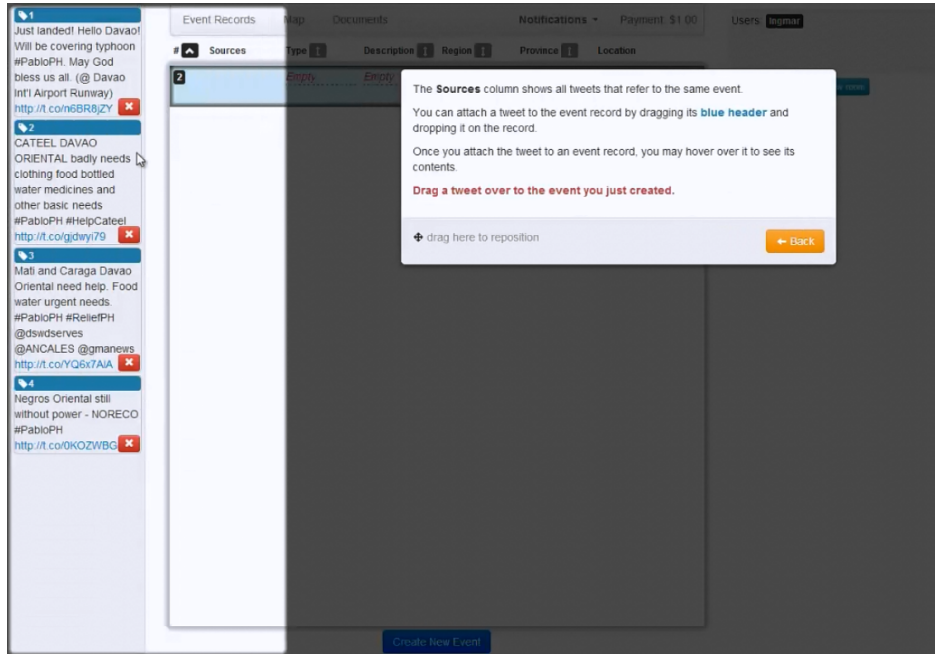 1
Just landed! Hello Davao!
Will be covering typhoon
#PabloPH. May God
bless us all. (@ Davao
Int'l Airport Runway)
http://t.co/n6BR8jZY
2
CATEEL DAVAO
ORIENTAL badly needs
clothing food bottled
water medicines and
other basic needs
#PabloPH #HelpCateel
http://t.co/gjdwyi79
3
Mati and Caraga Davao
Oriental need help. Food
water urgent needs.
#PabloPH #ReliefPH
@dswdserves
@ANCALES @gmanews
http://t.co/YQ6x7AIA
4
Negros Oriental still
without power - NORECO
#PabloPH
http://t.co/0KOZWBG
Event Records Map Documents Notifications Payment: $1.00 Users: Ingmar
# Sources Type Description Region Province Location
2 Empty Empty
The Sources column shows all tweets that refer to the same event.
You can attach a tweet to the event record by dragging its blue header and
dropping it on the record.
Once you attach the tweet to an event record, you may hover over it to see its
contents.
Drag a tweet over to the event you just created.
drag here to reposition
Back
Create New Event